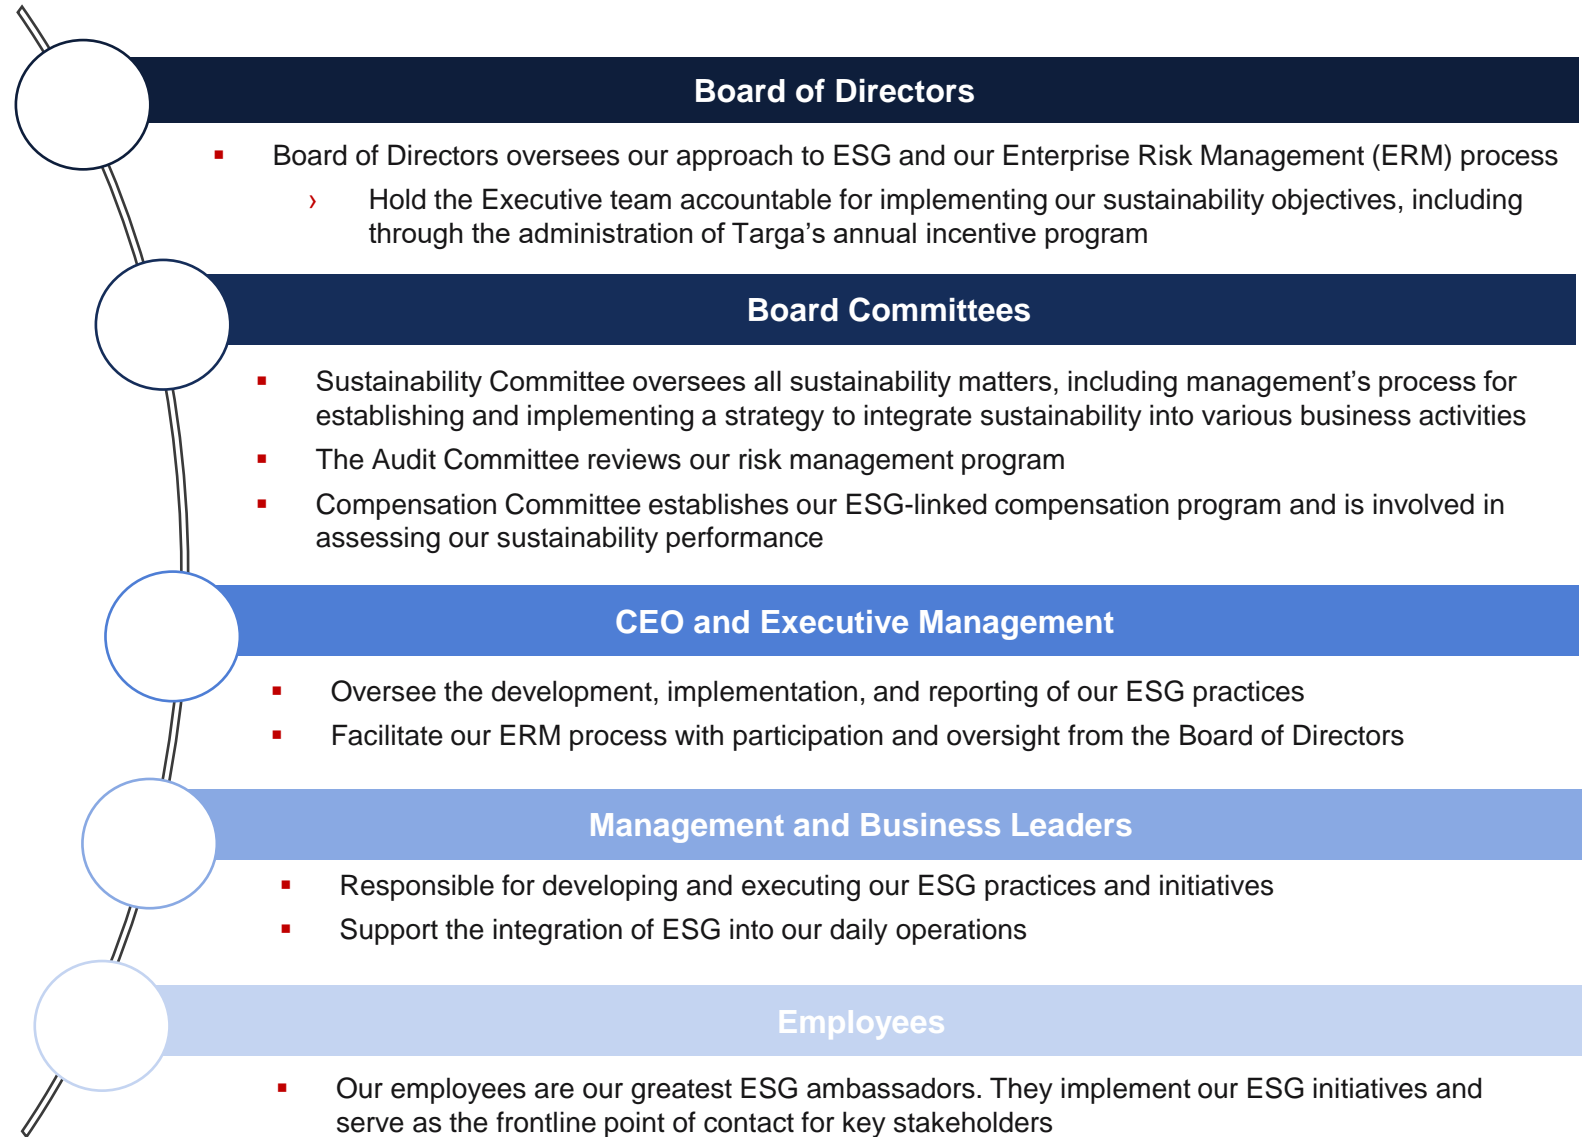 Board of Directors
▪ Board of Directors oversees our approach to ESG and our Enterprise Risk Management (ERM) process
› Hold the Executive team accountable for implementing our sustainability objectives, including
through the administration of Targa’s annual incentive program
Board Committees
▪ Sustainability Committee oversees all sustainability matters, including management’s process for
establishing and implementing a strategy to integrate sustainability into various business activities
▪ The Audit Committee reviews our risk management program
▪ Compensation Committee establishes our ESG-linked compensation program and is involved in
assessing our sustainability performance
CEO and Executive Management
▪ Oversee the development, implementation, and reporting of our ESG practices
▪ Facilitate our ERM process with participation and oversight from the Board of Directors
Management and Business Leaders
▪ Responsible for developing and executing our ESG practices and initiatives
▪ Support the integration of ESG into our daily operations
Employees
▪ Our employees are our greatest ESG ambassadors. They implement our ESG initiatives and
serve as the frontline point of contact for key stakeholders